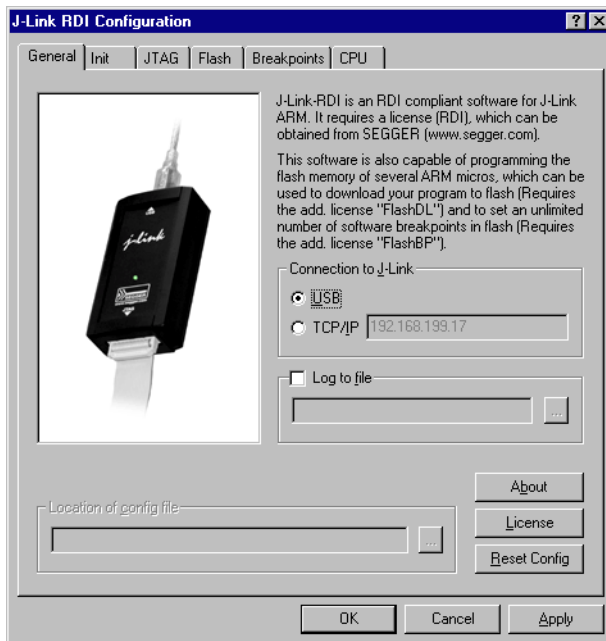 J-Link RDI Configuration
General Init JTAG Flash Breakpoints CPU
J-Link-RDI is an RDI compliant software for J-Link
ARM. It requires a license (RDI), which can be
obtained from SEGGER (www.segger.com).
This software is also capable of programming the
flash memory of several ARM micros, which can be
used to download your program to flash (Requires
the add. license "FlashDL") and to set an unlimited
number of software breakpoints in flash (Requires
the add. license "FlashBP").
j-link
Connection to J-Link
USB
TCP/IP 192.168.199.17
Log to file
...
About
Location of config file
...
License
Reset Config
OK Cancel Apply